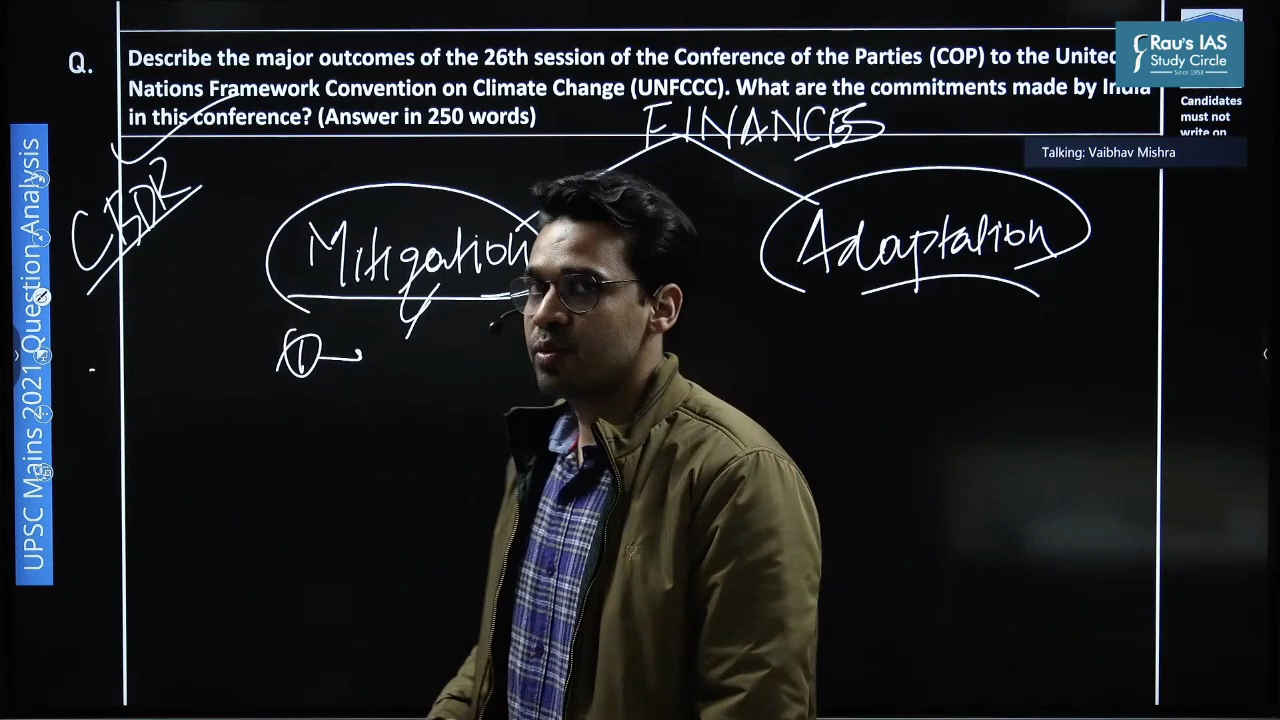 Q.
Describe the major outcomes of the 26th session of the Conference of the Parties (COP) to the United
Nations Framework Convention on Climate Change (UNFCCC). What are the commitments made by India
in this conference? (Answer in 250 words)
Rau's IAS
Study Circle
Since 1953
Candidates
must not
write on
Talking: Vaibhav Mishra
FINANCES
CBDR
Mitigation
Adaptation
①
UPSC Mains 2021 Question Analysis